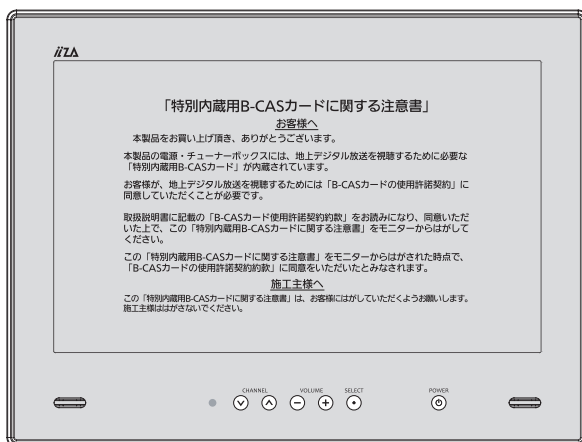 iiZA
「特別内蔵用B-CASカードに関する注意書」
お客様へ
本製品をお買い上げ頂き、ありがとうございます。
本製品の電源・チューナーボックスには、地上デジタル放送を視聴するために必要な
「特別内蔵用B-CASカード」が内蔵されています。
お客様が、地上デジタル放送を視聴するためには「B-CASカードの使用許諾契約」に
同意していただくことが必要です。
取扱説明書に記載の「B-CASカード使用許諾契約約款」をお読みになり、同意いただ
いた上で、この「特別内蔵用B-CASカードに関する注意書」をモニターからはがして
ください。
この「特別内蔵用B-CASカードに関する注意書」をモニターからはがされた時点で、
「B-CASカードの使用許諾契約約款」に同意をいただいたとみなされます。
施工主様へ
この「特別内蔵用B-CASカードに関する注意書」は、お客様にはがしていただくようお願いします。
施工主様ははがさないでください。
CHANNEL VOLUME SELECT POWER